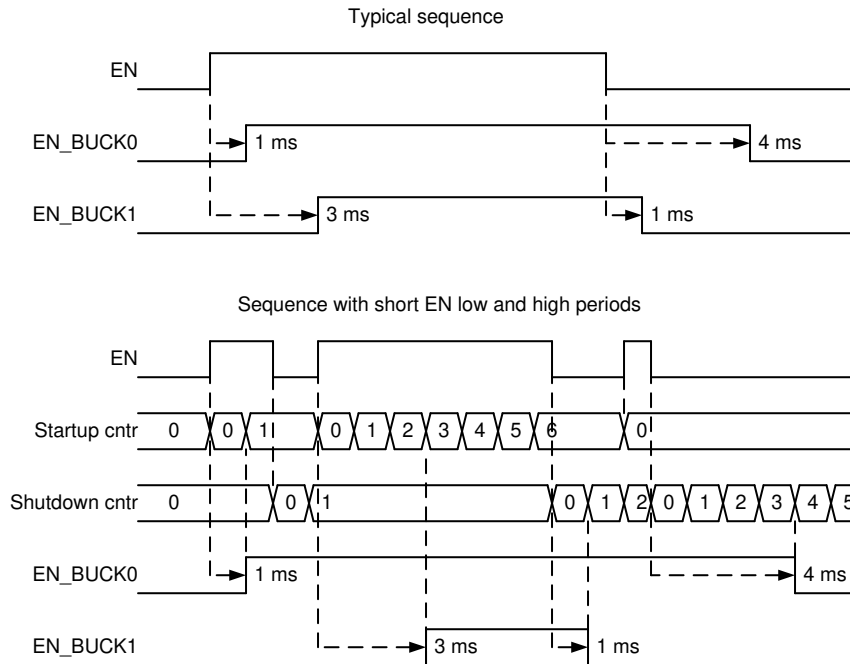 Typical sequence
EN
EN_BUCK0 1 ms 4 ms
EN_BUCK1 3 ms 1 ms
Sequence with short EN low and high periods
EN
Startup cntr 0 0 1 0 1 2 3 4 5 6 0
Shutdown cntr 0 0 1 0 1 2 0 1 2 3 4 5
EN_BUCK0 1 ms 4 ms
EN_BUCK1 3 ms 1 ms